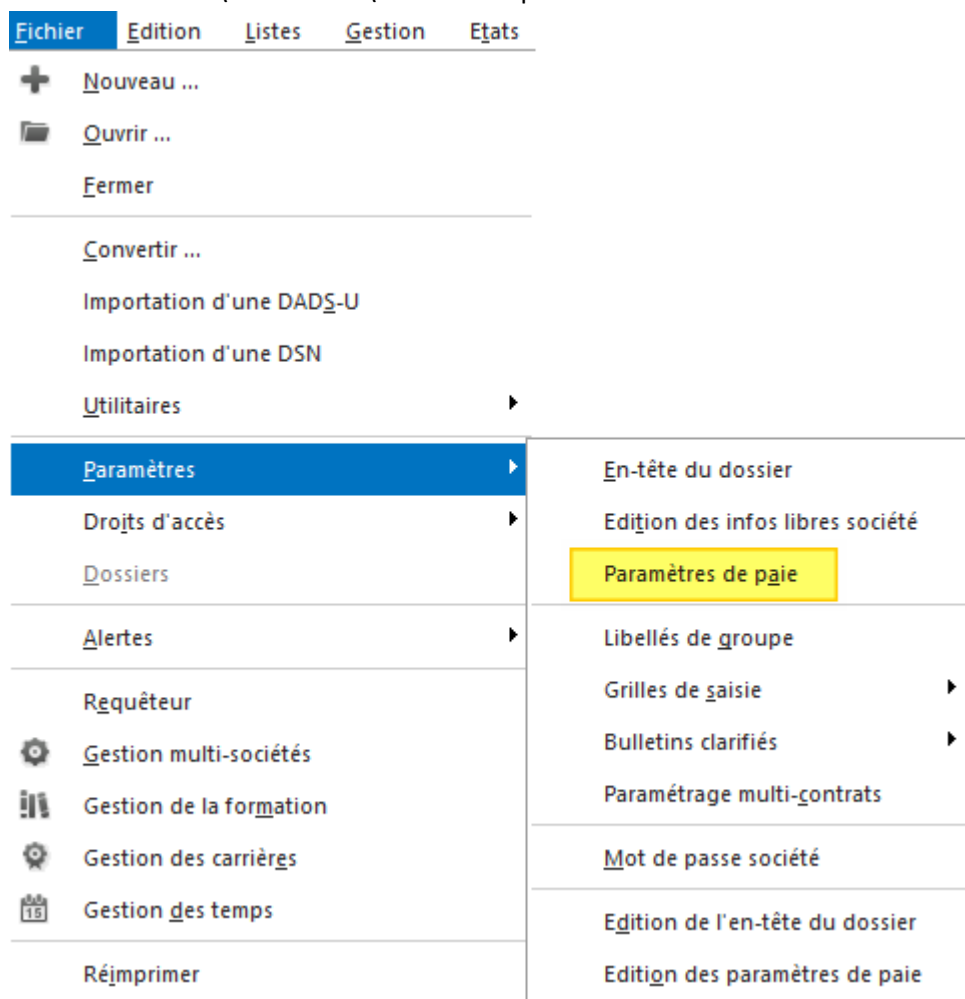 Fichier Edition Listes Gestion Etats
Nouveau ...
Ouvrir ...
Fermer
Convertir ...
Importation d'une DADS-U
Importation d'une DSN
Utilitaires
Paramètres
Droits d'accès
Dossiers
Alertes
Requêteur
Gestion multi-sociétés
Gestion de la formation
Gestion des carrières
15
Gestion des temps
Réimprimer
En-tête du dossier
Edition des infos libres société
Paramètres de paie
Libellés de groupe
Grilles de saisie
Bulletins clarifiés
Paramétrage multi-contrats
Mot de passe société
Edition de l'en-tête du dossier
Edition des paramètres de paie